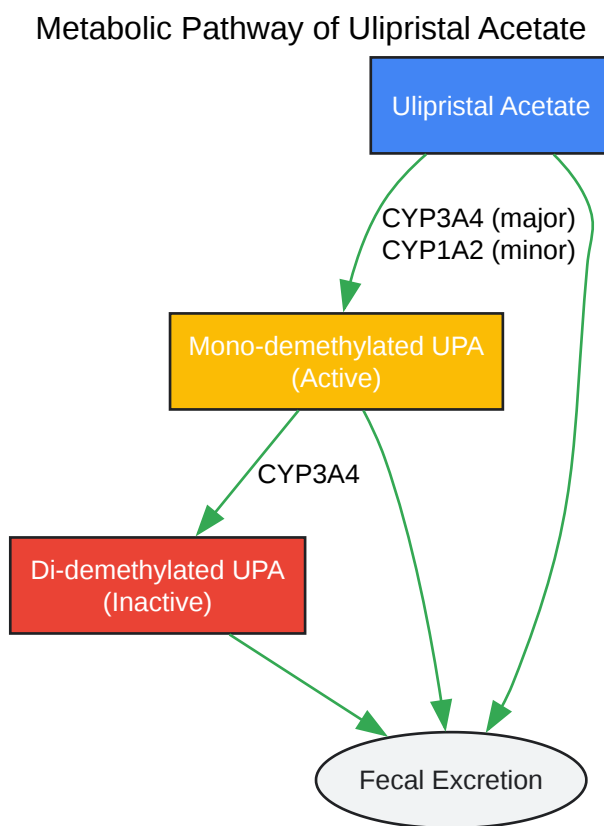 Metabolic Pathway of Ulipristal Acetate
Ulipristal Acetate
CYP3A4 (major)
CYP1A2 (minor)
Mono-demethylated UPA
(Active)
CYP3A4
Di-demethylated UPA
(Inactive)
Fecal Excretion